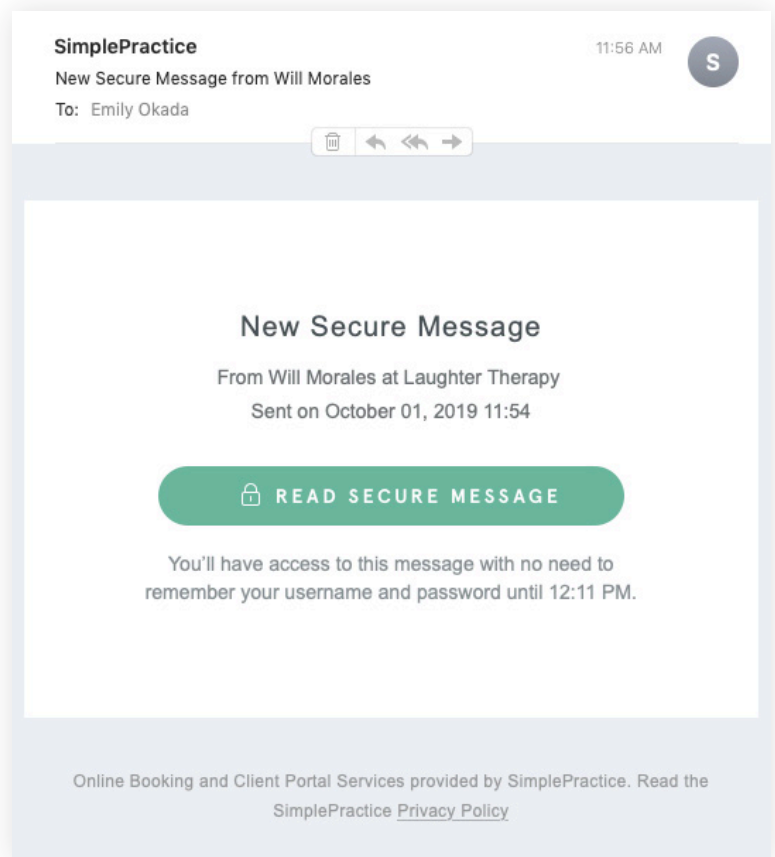 SimplePractice
11:56 AM
S
New Secure Message from Will Morales
To: Emily Okada
New Secure Message
From Will Morales at Laughter Therapy
Sent on October 01, 2019 11:54
READ SECURE MESSAGE
You’ll have access to this message with no need to
remember your username and password until 12:11 PM.
Online Booking and Client Portal Services provided by SimplePractice. Read the
SimplePractice Privacy Policy